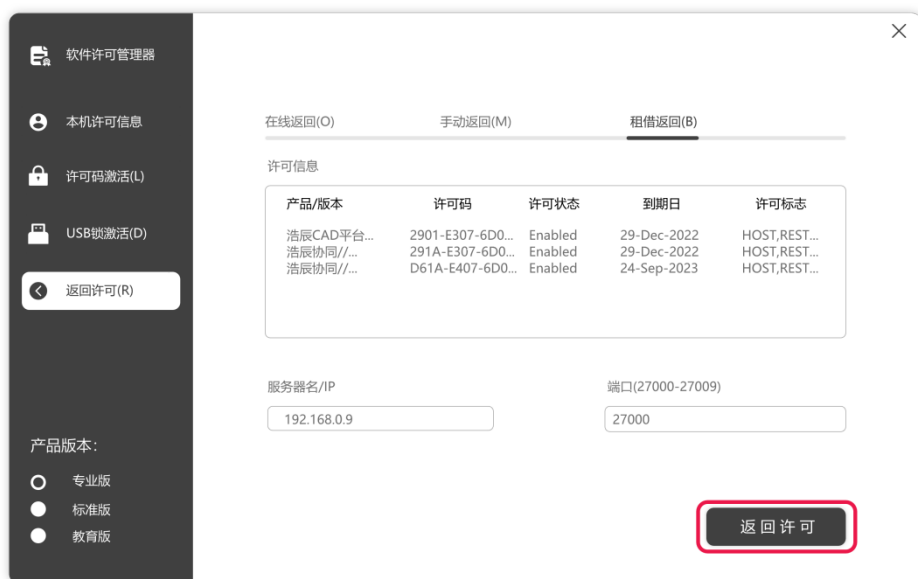 软件许可管理器
本机许可信息
许可码激活(L)
USB锁激活(D)
返回许可(R)
产品版本:
专业版
标准版
教育版
在线返回(O) 手动返回(M) 租借返回(B)
许可信息
产品/版本 许可码 许可状态 到期日 许可标志
浩辰CAD平台... 2901-E307-6D0... Enabled 29-Dec-2022 HOST,REST...
浩辰协同//... 291A-E307-6D0... Enabled 29-Dec-2022 HOST,REST...
浩辰协同//... D61A-E407-6D0... Enabled 24-Sep-2023 HOST,REST...
服务器名/IP 端口(27000-27009)
192.168.0.9 27000
返回许可